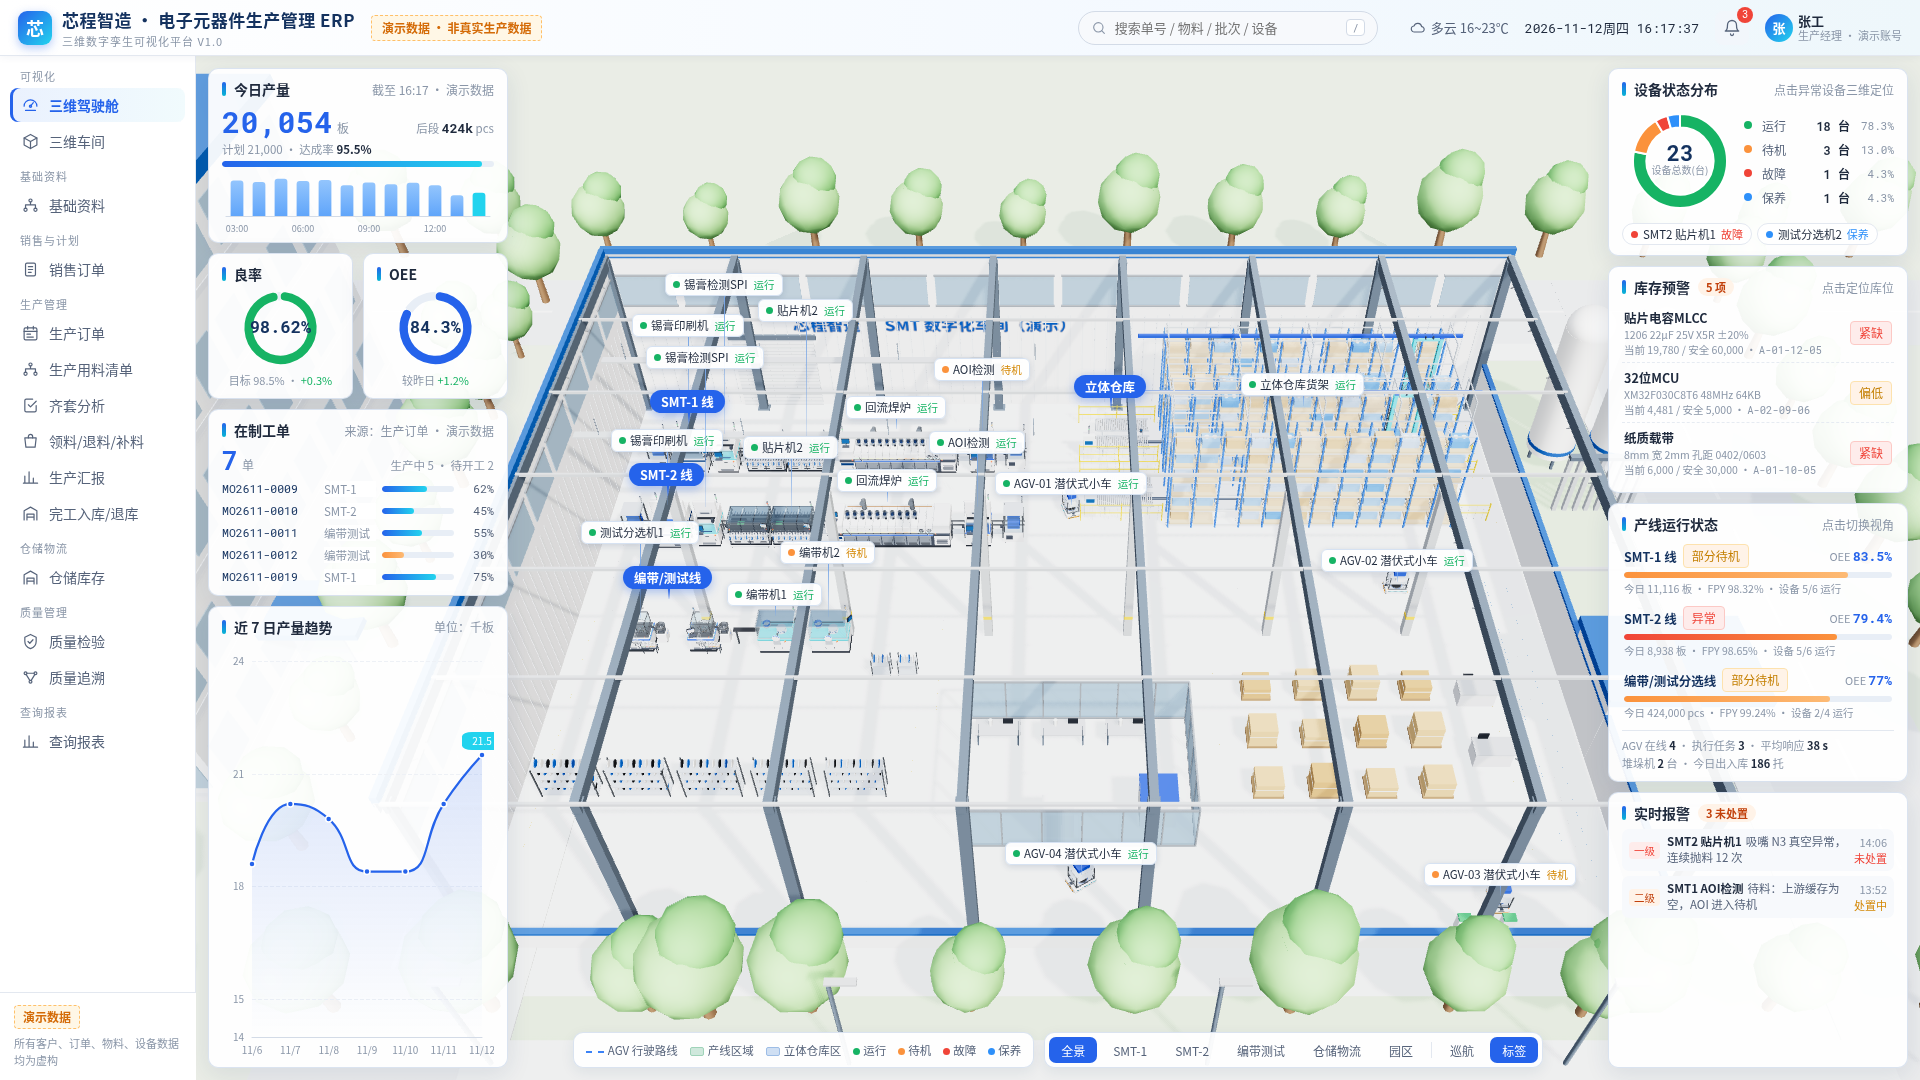 芯
芯程智造 · 电子元器件生产管理 ERP
三维数字孪生可视化平台 V1.0
演示数据 · 非真实生产数据
搜索单号 / 物料 / 批次 / 设备
/
多云 16~23℃
2026-11-12周四 16:17:37
3
张
张工
生产经理 · 演示账号
可视化
三维驾驶舱
三维车间
基础资料
基础资料
销售与计划
销售订单
生产管理
生产订单
生产用料清单
齐套分析
领料/退料/补料
生产汇报
完工入库/退库
仓储物流
仓储库存
质量管理
质量检验
质量追溯
查询报表
查询报表
演示数据
所有客户、订单、物料、设备数据
均为虚构
今日产量
截至 16:17 · 演示数据
20,054 板
后段 424k pcs
计划 21,000 · 达成率 95.5%
03:00 06:00 09:00 12:00
良率
98.62%
目标 98.5% · +0.3%
OEE
84.3%
较昨日 +1.2%
在制工单
来源：生产订单 · 演示数据
7 单
生产中 5 · 待开工 2
MO2611-0009 SMT-1 62%
MO2611-0010 SMT-2 45%
MO2611-0011 编带测试 55%
MO2611-0012 编带测试 30%
MO2611-0019 SMT-1 75%
近 7 日产量趋势
单位：千板
24
21.5
21
18
15
14
11/6 11/7 11/8 11/9 11/10 11/11 11/12
锡膏检测SPI 运行
贴片机2 运行
锡膏印刷机 运行
芯程智造 SMT 数字化车间（演示）
锡膏检测SPI 运行
AOI检测 待机
立体仓库
立体仓库货架 运行
SMT-1 线
回流焊炉 运行
锡膏印刷机 运行
贴片机2 运行
AOI检测 运行
SMT-2 线
回流焊炉 运行
AGV-01 潜伏式小车 运行
测试分选机1 运行
编带机2 待机
AGV-02 潜伏式小车 运行
编带/测试线
编带机1 运行
AGV-04 潜伏式小车 运行
AGV-03 潜伏式小车 待机
AGV 行驶路线 产线区域 立体仓库区 运行 待机 故障 保养
全景 SMT-1 SMT-2 编带测试 仓储物流 园区 巡航 标签
设备状态分布
点击异常设备三维定位
23
设备总数(台)
运行 18 台 78.3%
待机 3 台 13.0%
故障 1 台 4.3%
保养 1 台 4.3%
SMT2 贴片机1 故障
测试分选机2 保养
库存预警 5 项
点击定位库位
贴片电容MLCC
1206 22μF 25V X5R ±20%
当前 19,780 / 安全 60,000 · A-01-12-05
紧缺
32位MCU
XM32F030C8T6 48MHz 64KB
当前 4,481 / 安全 5,000 · A-02-09-06
偏低
纸质载带
8mm 宽 2mm 孔距 0402/0603
当前 6,000 / 安全 30,000 · A-01-10-05
紧缺
产线运行状态
点击切换视角
SMT-1 线 部分待机 OEE 83.5%
今日 11,116 板 · FPY 98.32% · 设备 5/6 运行
SMT-2 线 异常 OEE 79.4%
今日 8,938 板 · FPY 98.65% · 设备 5/6 运行
编带/测试分选线 部分待机 OEE 77%
今日 424,000 pcs · FPY 99.24% · 设备 2/4 运行
AGV 在线 4 · 执行任务 3 · 平均响应 38 s
堆垛机 2 台 · 今日出入库 186 托
实时报警 3 未处置
一级
SMT2 贴片机1 吸嘴 N3 真空异常，
连续抛料 12 次
14:06
未处置
二级
SMT1 AOI检测 待料：上游缓存为
空，AOI 进入待机
13:52
处置中